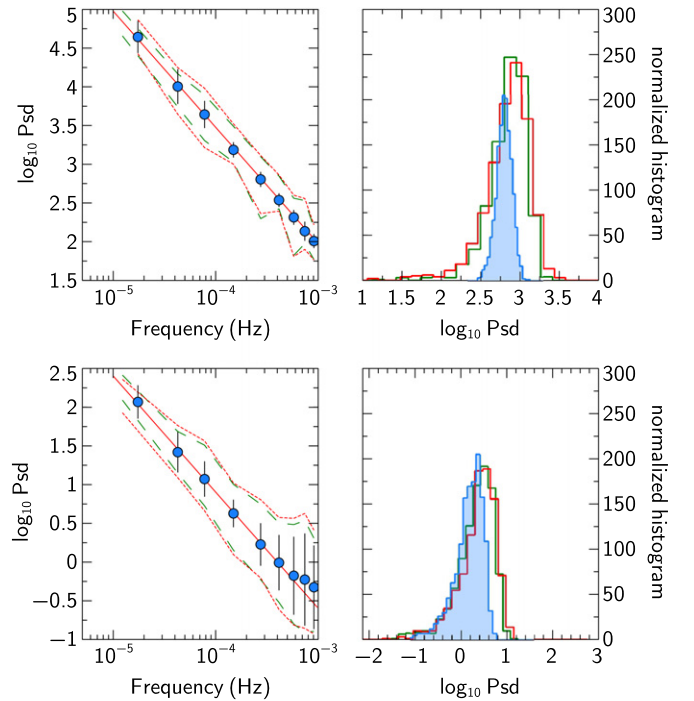 5
4.5
4
3.5
3
2.5
2
1.5
10⁻⁵ 10⁻⁴ 10⁻³
log₁₀ Psd
Frequency (Hz)
300
250
200
150
100
50
0
1 1.5 2 2.5 3 3.5 4
normalized histogram
log₁₀ Psd
2.5
2
1.5
1
0.5
0
−0.5
−1
10⁻⁵ 10⁻⁴ 10⁻³
log₁₀ Psd
Frequency (Hz)
300
250
200
150
100
50
0
−2 −1 0 1 2 3
normalized histogram
log₁₀ Psd